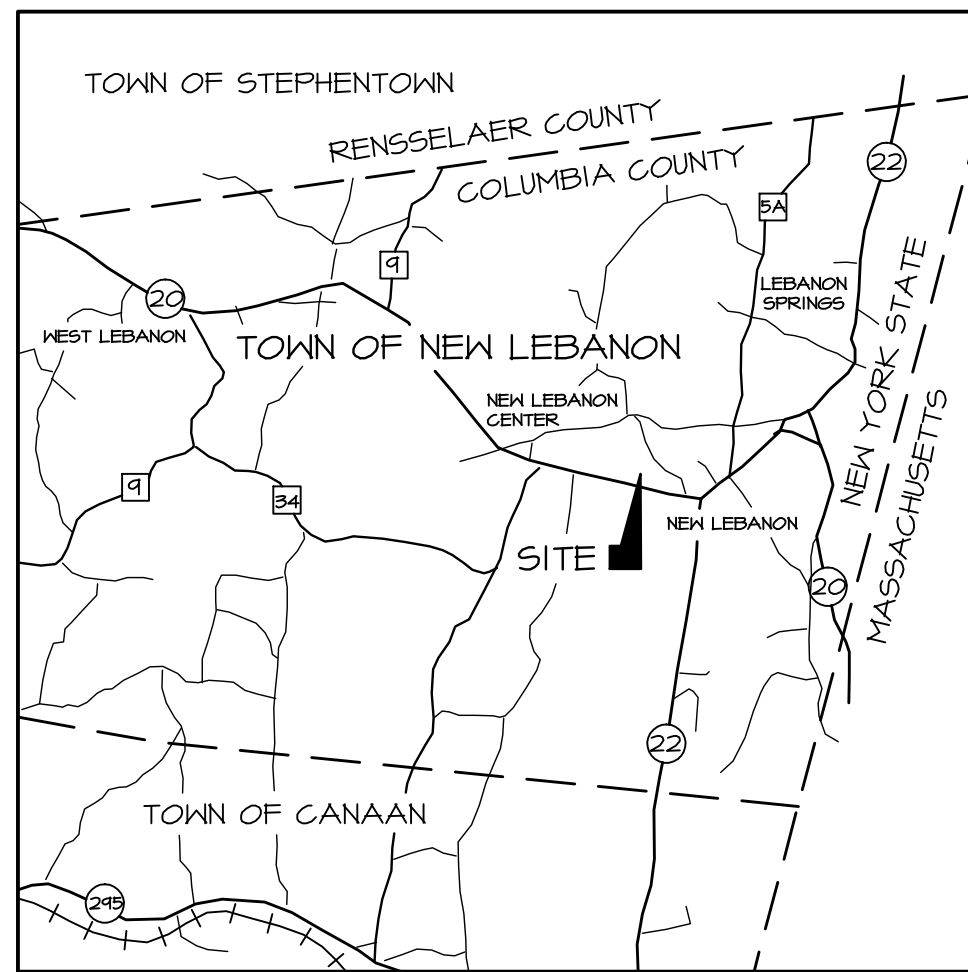 TOWN OF STEPHENTOWN
RENSSELAER COUNTY
COLUMBIA COUNTY
22
5A
9
LEBANON
SPRINGS
20
WEST LEBANON
TOWN OF NEW LEBANON
NEW YORK STATE
MASSACHUSETTS
NEW LEBANON
CENTER
9
34
NEW LEBANON
SITE
20
22
TOWN OF CANAAN
295